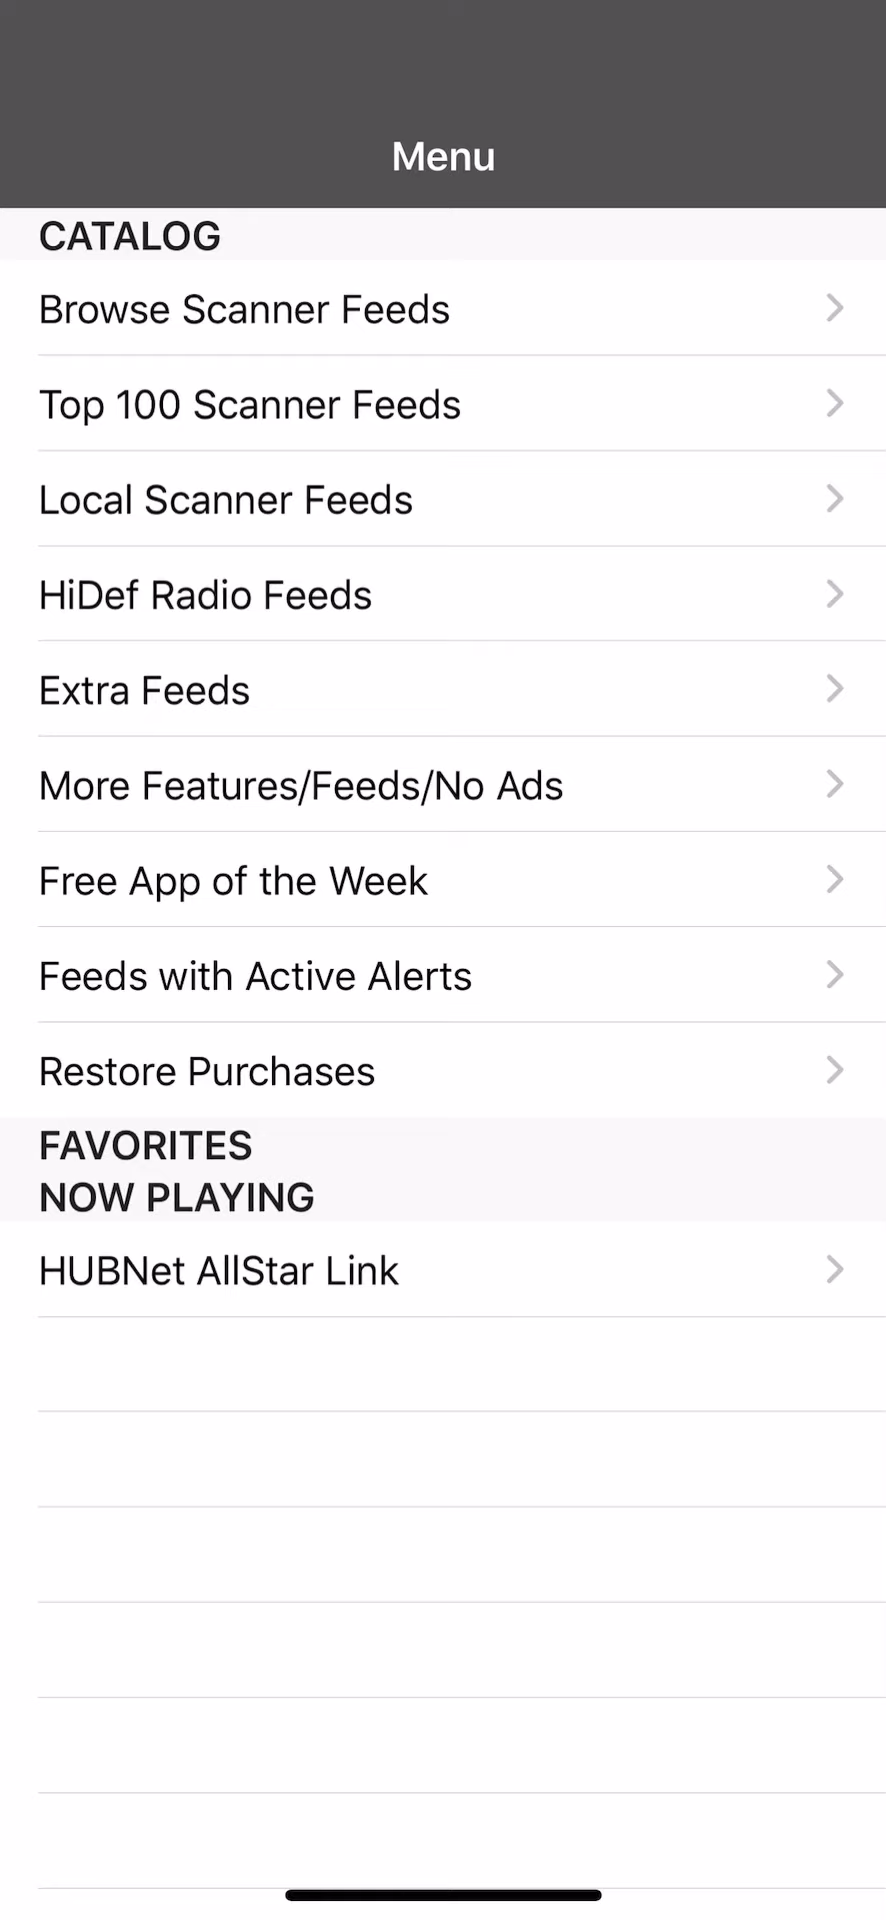 Menu
CATALOG
Browse Scanner Feeds
Top 100 Scanner Feeds
Local Scanner Feeds
HiDef Radio Feeds
Extra Feeds
More Features/Feeds/No Ads
Free App of the Week
Feeds with Active Alerts
Restore Purchases
FAVORITES
NOW PLAYING
HUBNet AllStar Link